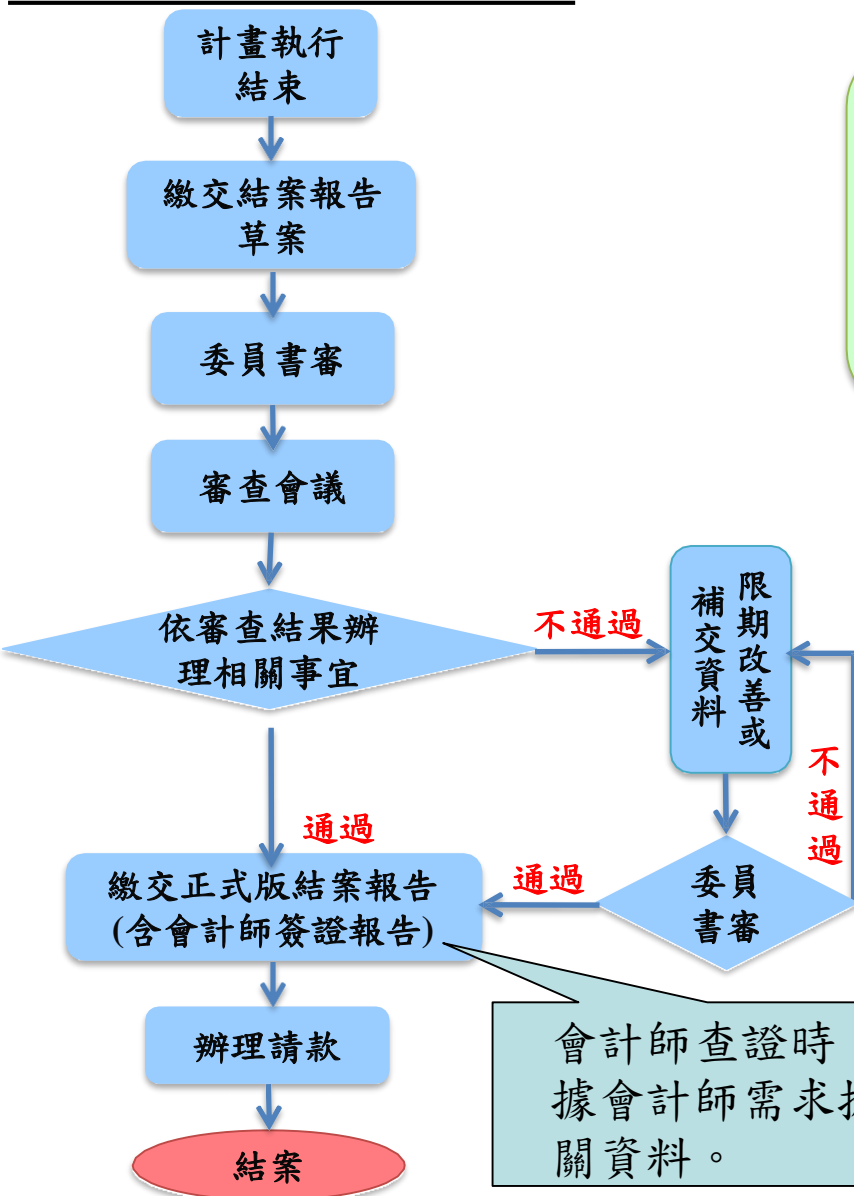 計畫執行
結束
繳交結案報告
草案
委員書審
審查會議
依審查結果辦
理相關事宜
不通過
限期改善或
補交資料
不通過
通過
委員
書審
通過
繳交正式版結案報告
(含會計師簽證報告)
辦理請款
結案
會計師查證時
據會計師需求
關資料。